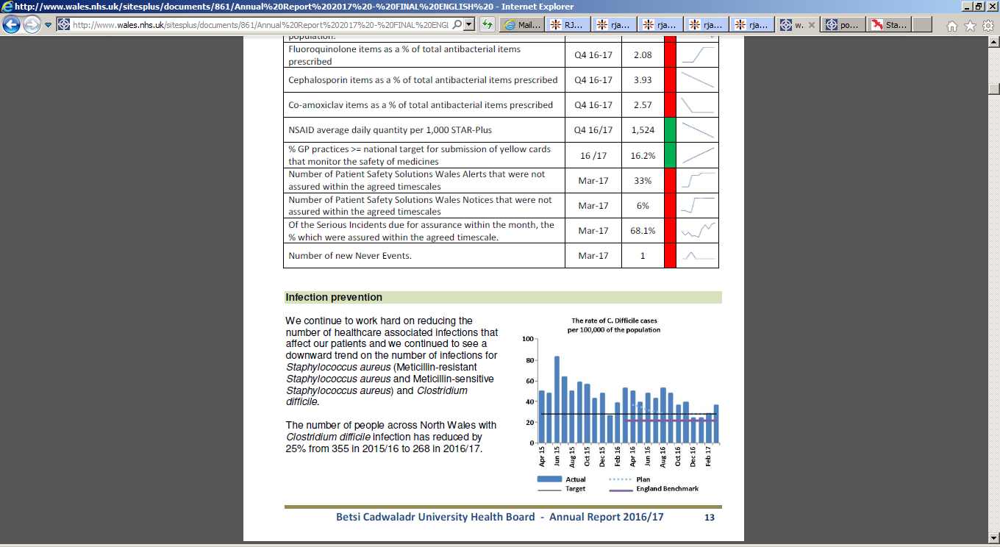 http://www.wales.nhs.uk/sitesplus/documents/861/Annual%20Report%202017%20-%20FINAL%20ENGLISH%20 - Internet Explorer
http://www.wales.nhs.uk/sitesplus/documents/861/Annual%20Report%202017%20-%20FINAL%20ENGL
Mail... RJ... rja... rja... rja... rja... w. po... Sta...
population.
Fluoroquinolone items as a % of total antibacterial items
prescribed
Q4 16-17 2.08
Cephalosporin items as a % of total antibacterial items prescribed Q4 16-17 3.93
Co-amoxiclav items as a % of total antibacterial items prescribed Q4 16-17 2.57
NSAID average daily quantity per 1,000 STAR-Plus Q4 16/17 1,524
% GP practices >= national target for submission of yellow cards
that monitor the safety of medicines
16 /17 16.2%
Number of Patient Safety Solutions Wales Alerts that were not
assured within the agreed timescales
Mar-17 33%
Number of Patient Safety Solutions Wales Notices that were not
assured within the agreed timescales
Mar-17 6%
Of the Serious Incidents due for assurance within the month, the
% which were assured within the agreed timescale.
Mar-17 68.1%
Number of new Never Events. Mar-17 1
Infection prevention
We continue to work hard on reducing the
number of healthcare associated infections that
affect our patients and we continued to see a
downward trend on the number of infections for
Staphylococcus aureus (Meticillin-resistant
Staphylococcus aureus and Meticillin-sensitive
Staphylococcus aureus) and Clostridium
difficile.
The number of people across North Wales with
Clostridium difficile infection has reduced by
25% from 355 in 2015/16 to 268 in 2016/17.
The rate of C. Difficile cases
per 100,000 of the population
100
80
60
40
20
0
Apr 15 Jun 15 Aug 15 Oct 15 Dec 15 Feb 16 Apr 16 Jun 16 Aug 16 Oct 16 Dec 16 Feb 17
Actual Plan
Target England Benchmark
Betsi Cadwaladr University Health Board - Annual Report 2016/17 13